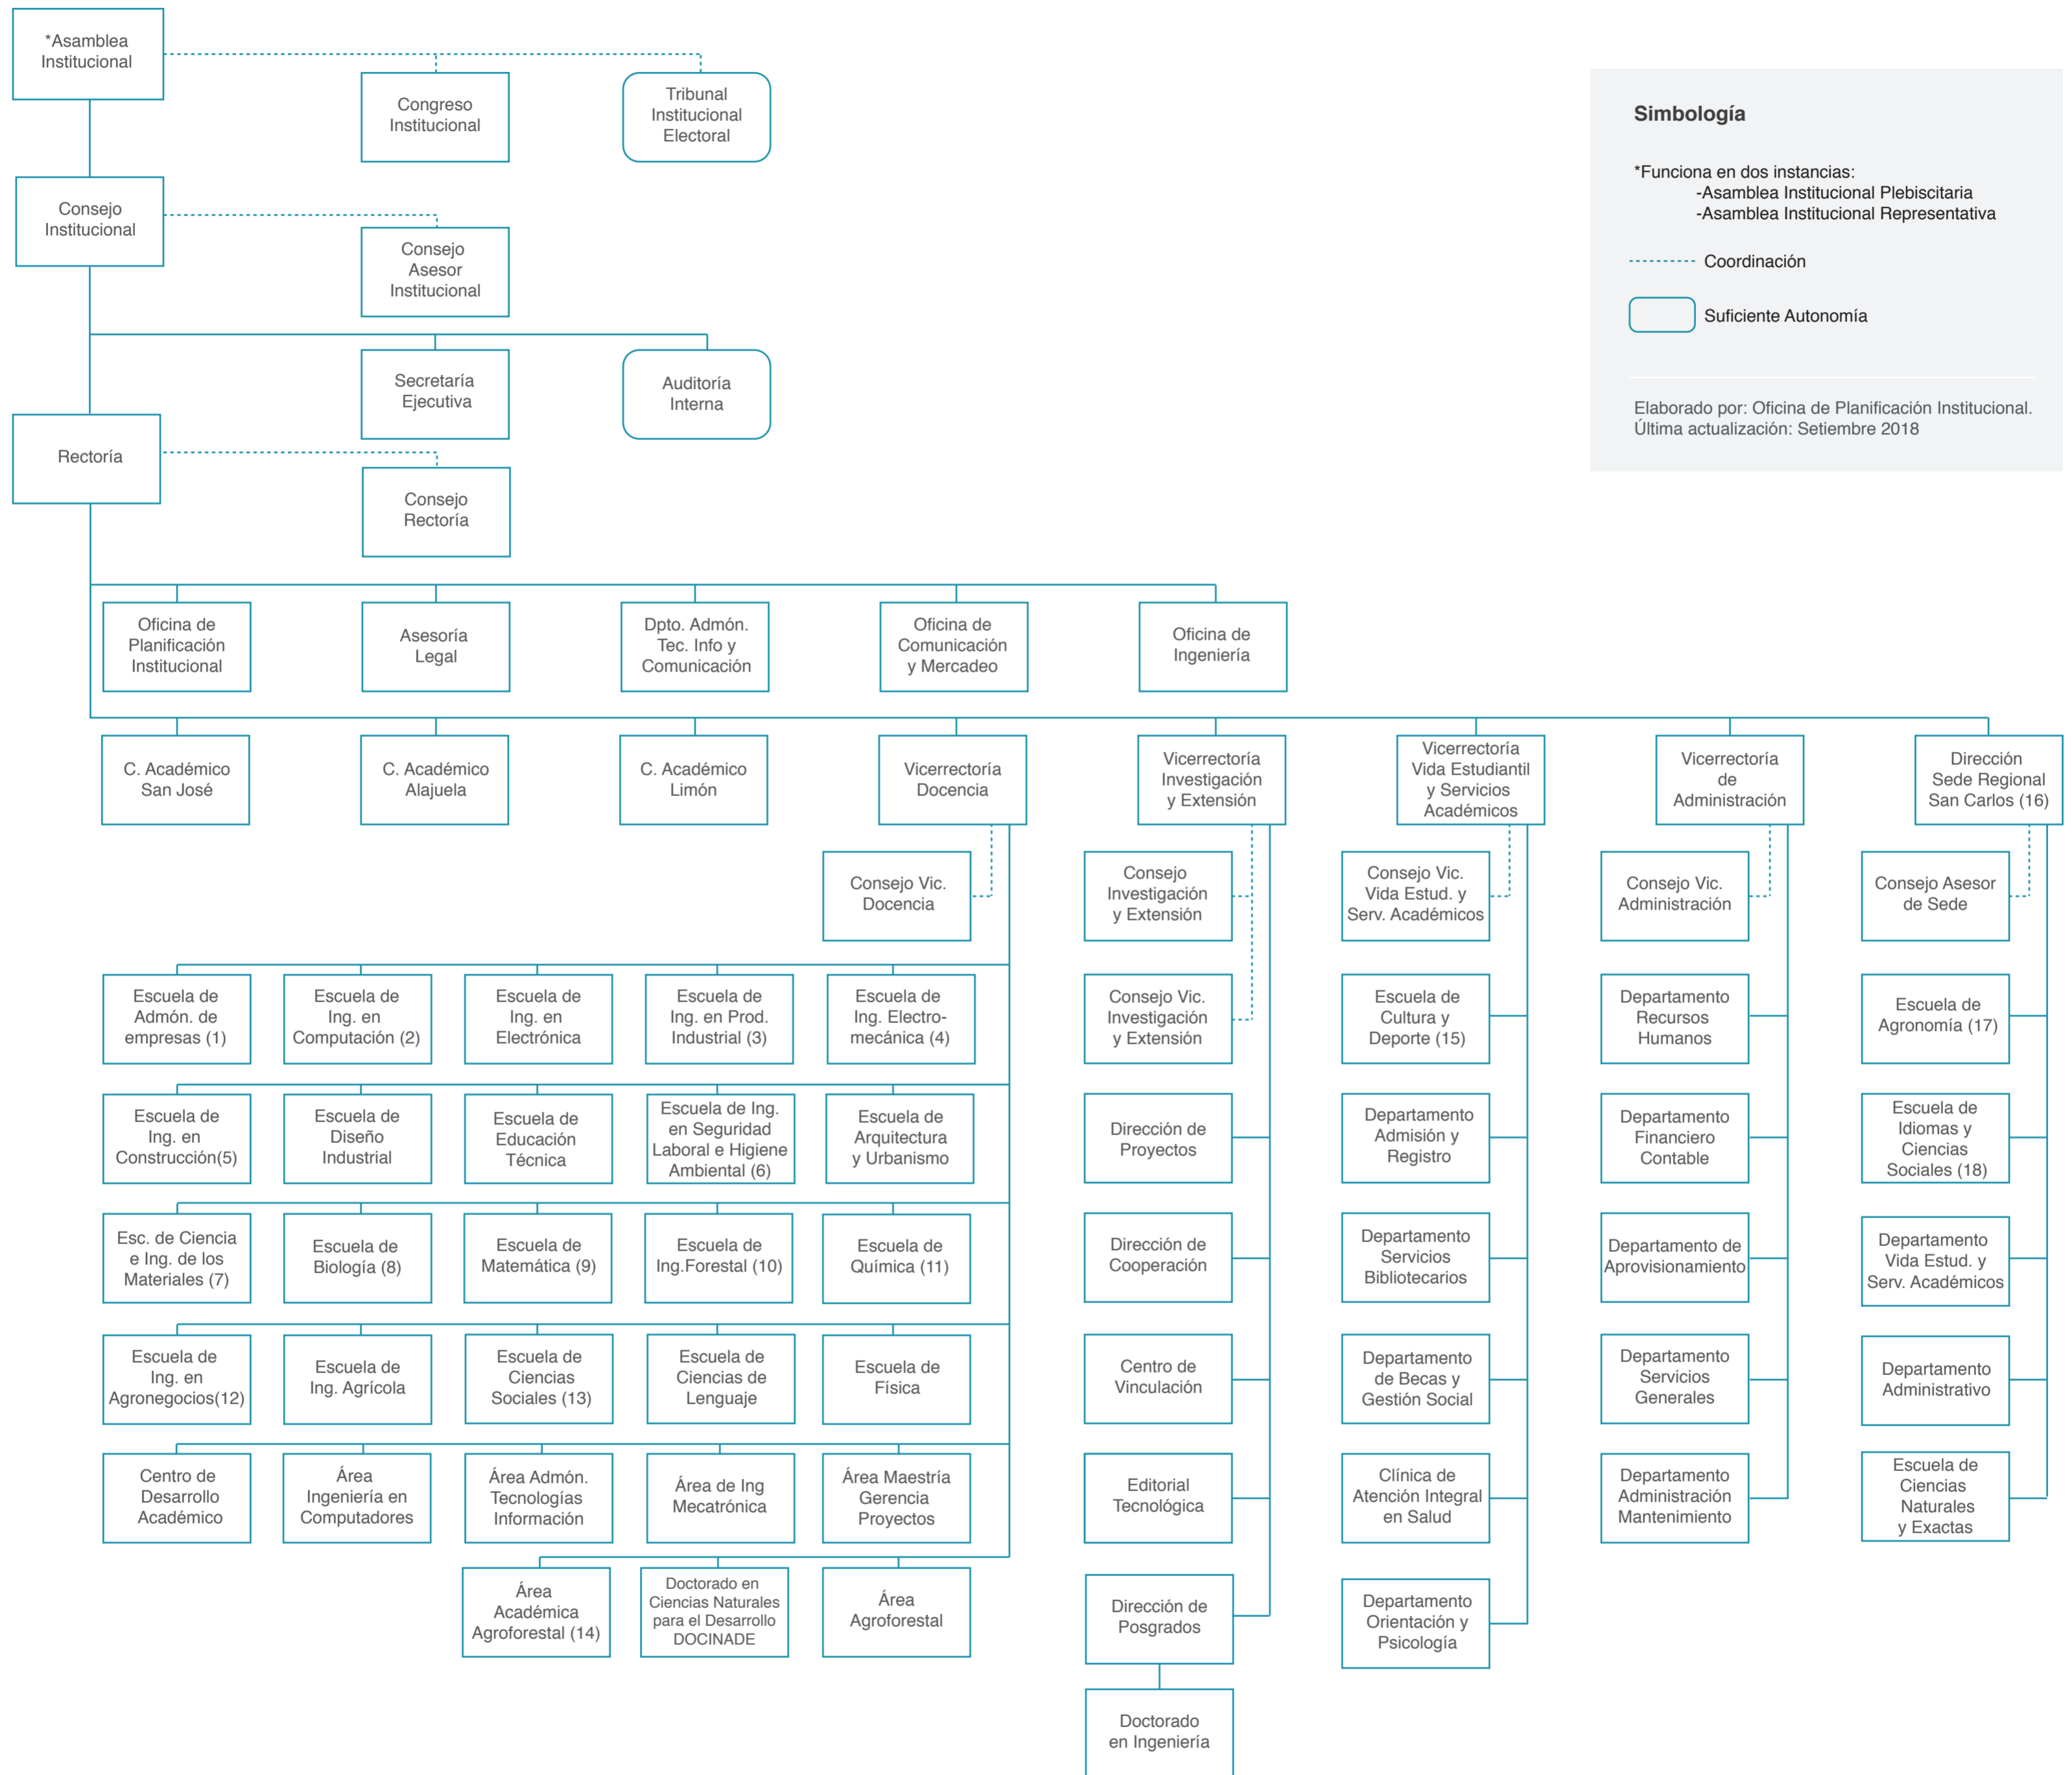 *Asamblea
Institucional
Congreso
Institucional
Tribunal
Institucional
Electoral
Simbología
*Funciona en dos instancias:
-Asamblea Institucional Plebiscitaria
-Asamblea Institucional Representativa
Coordinación
Suficiente Autonomía
Elaborado por: Oficina de Planificación Institucional.
Última actualización: Setiembre 2018
Consejo
Institucional
Consejo
Asesor
Institucional
Secretaría
Ejecutiva
Auditoría
Interna
Rectoría
Consejo
Rectoría
Oficina de
Planificación
Institucional
Asesoría
Legal
Dpto. Admón.
Tec. Info y
Comunicación
Oficina de
Comunicación
y Mercadeo
Oficina de
Ingeniería
C. Académico
San José
C. Académico
Alajuela
C. Académico
Limón
Vicerrectoría
Docencia
Vicerrectoría
Investigación
y Extensión
Vicerrectoría
Vida Estudiantil
y Servicios
Académicos
Vicerrectoría
de
Administración
Dirección
Sede Regional
San Carlos (16)
Consejo Vic.
Docencia
Consejo
Investigación
y Extensión
Consejo Vic.
Vida Estud. y
Serv. Académicos
Consejo Vic.
Administración
Consejo Asesor
de Sede
Escuela de
Admón. de
empresas (1)
Escuela de
Ing. en
Computación (2)
Escuela de
Ing. en
Electrónica
Escuela de
Ing. en Prod.
Industrial (3)
Escuela de
Ing. Electro-
mecánica (4)
Consejo Vic.
Investigación
y Extensión
Escuela de
Cultura y
Deporte (15)
Departamento
Recursos
Humanos
Escuela de
Agronomía (17)
Escuela de
Ing. en
Construcción(5)
Escuela de
Diseño
Industrial
Escuela de
Educación
Técnica
Escuela de Ing.
en Seguridad
Laboral e Higiene
Ambiental (6)
Escuela de
Arquitectura
y Urbanismo
Dirección de
Proyectos
Departamento
Admisión y
Registro
Departamento
Financiero
Contable
Escuela de
Idiomas y
Ciencias
Sociales (18)
Esc. de Ciencia
e Ing. de los
Materiales (7)
Escuela de
Biología (8)
Escuela de
Matemática (9)
Escuela de
Ing.Forestal (10)
Escuela de
Química (11)
Dirección de
Cooperación
Departamento
Servicios
Bibliotecarios
Departamento de
Aprovisionamiento
Departamento
Vida Estud. y
Serv. Académicos
Escuela de
Ing. en
Agronegocios(12)
Escuela de
Ing. Agrícola
Escuela de
Ciencias
Sociales (13)
Escuela de
Ciencias de
Lenguaje
Escuela de
Física
Centro de
Vinculación
Departamento
de Becas y
Gestión Social
Departamento
Servicios
Generales
Departamento
Administrativo
Centro de
Desarrollo
Académico
Área
Ingeniería en
Computadores
Área Admón.
Tecnologías
Información
Área de Ing
Mecatrónica
Área Maestría
Gerencia
Proyectos
Editorial
Tecnológica
Clínica de
Atención Integral
en Salud
Departamento
Administración
Mantenimiento
Escuela de
Ciencias
Naturales
y Exactas
Área
Académica
Agroforestal (14)
Doctorado en
Ciencias Naturales
para el Desarrollo
DOCINADE
Área
Agroforestal
Dirección de
Posgrados
Departamento
Orientación y
Psicología
Doctorado
en Ingeniería